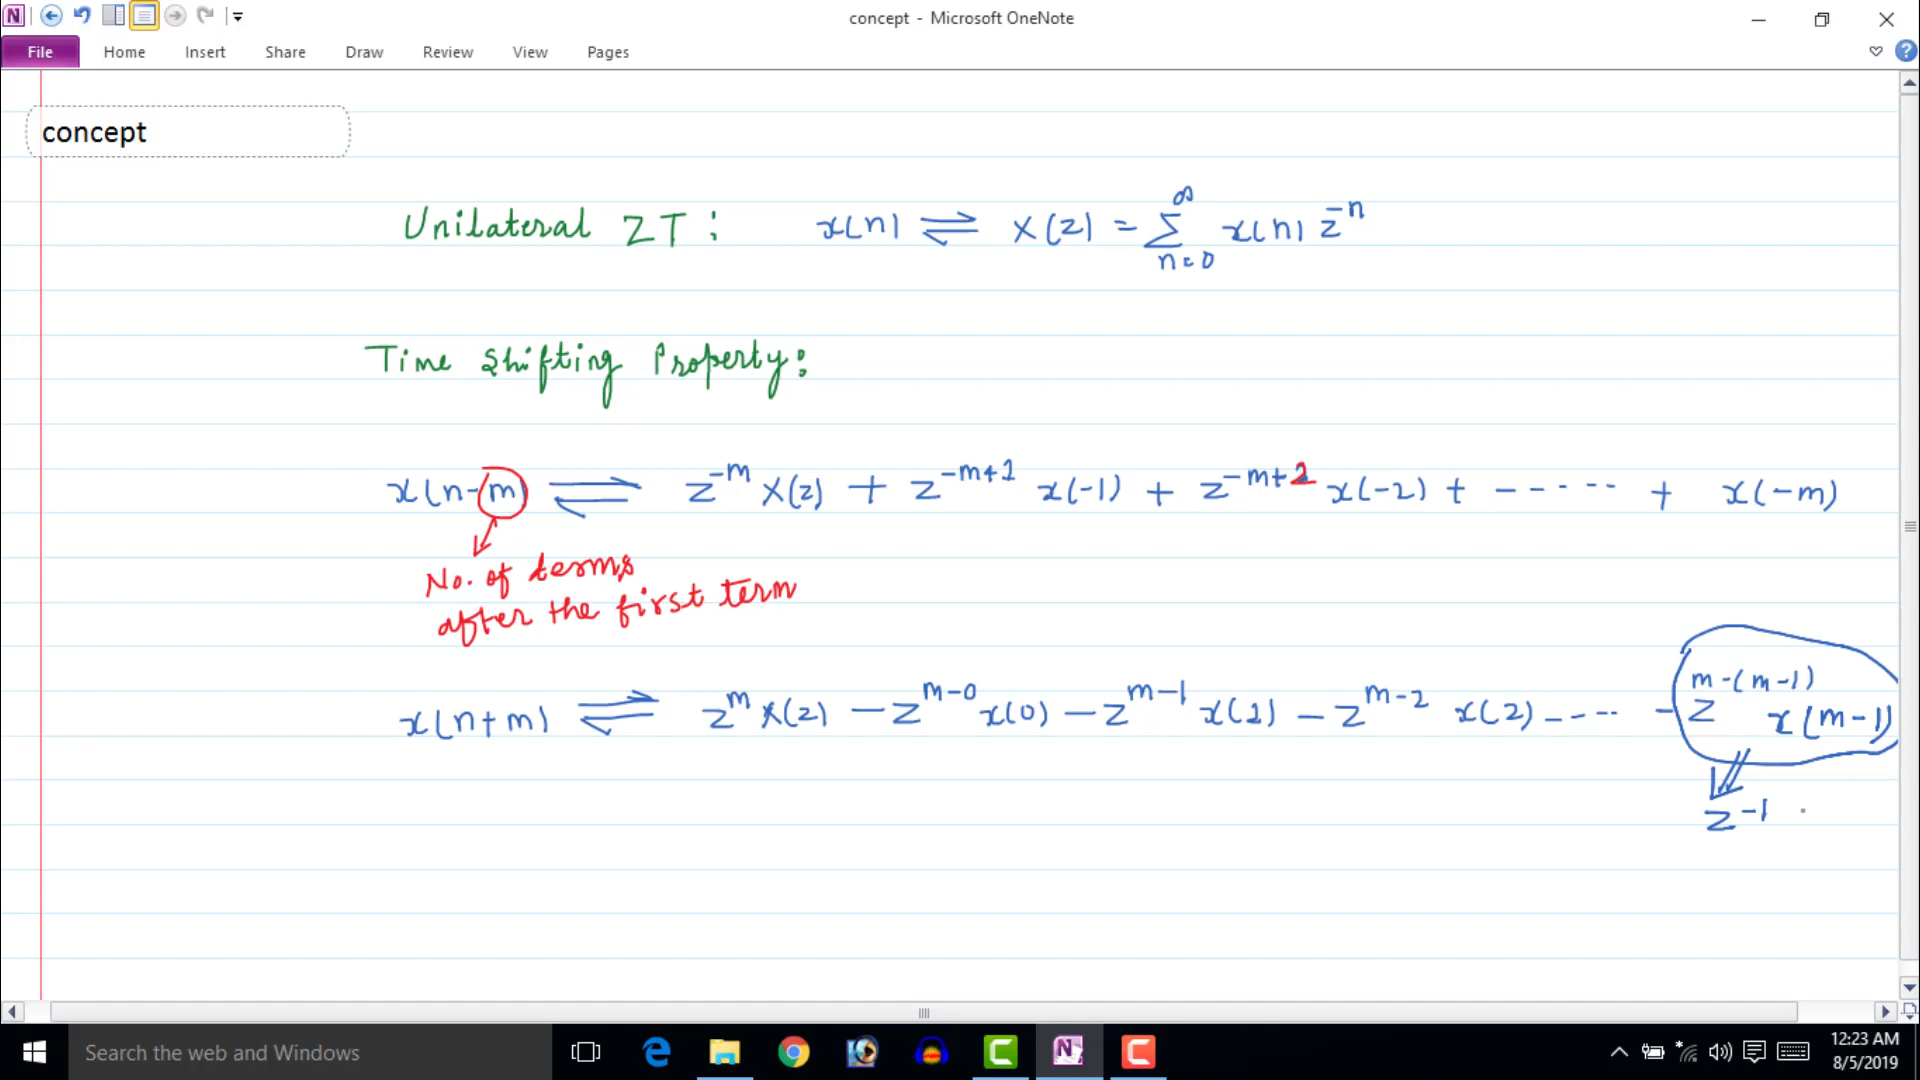 concept - Microsoft OneNote
File Home Insert Share Draw Review View Pages
concept
Unilateral ZT : x(n) ⇌ X(z) = ∑_{n=0}^{∞} x(n) z^{-n}
Time Shifting Property:
x(n-m) ⇌ z^{-m} X(z) + z^{-m+1} x(-1) + z^{-m+2} x(-2) + ------ + x(-m)
No. of terms
after the first term
x(n+m) ⇌ z^{m} X(z) - z^{m-0} x(0) - z^{m-1} x(1) - z^{m-2} x(2) ---- - z^{m-(m-1)} x(m-1)
z^{-1}
Search the web and Windows
12:23 AM
8/5/2019